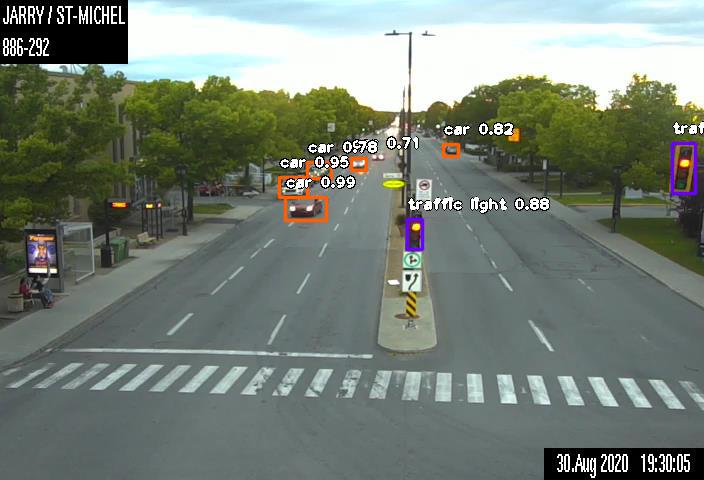 JARRY / ST-MICHEL
886-292
car 0.82
car 0.78
0.71
traf
car 0.95
car 0.99
traffic light 0.88
30.Aug 2020 19:30:05